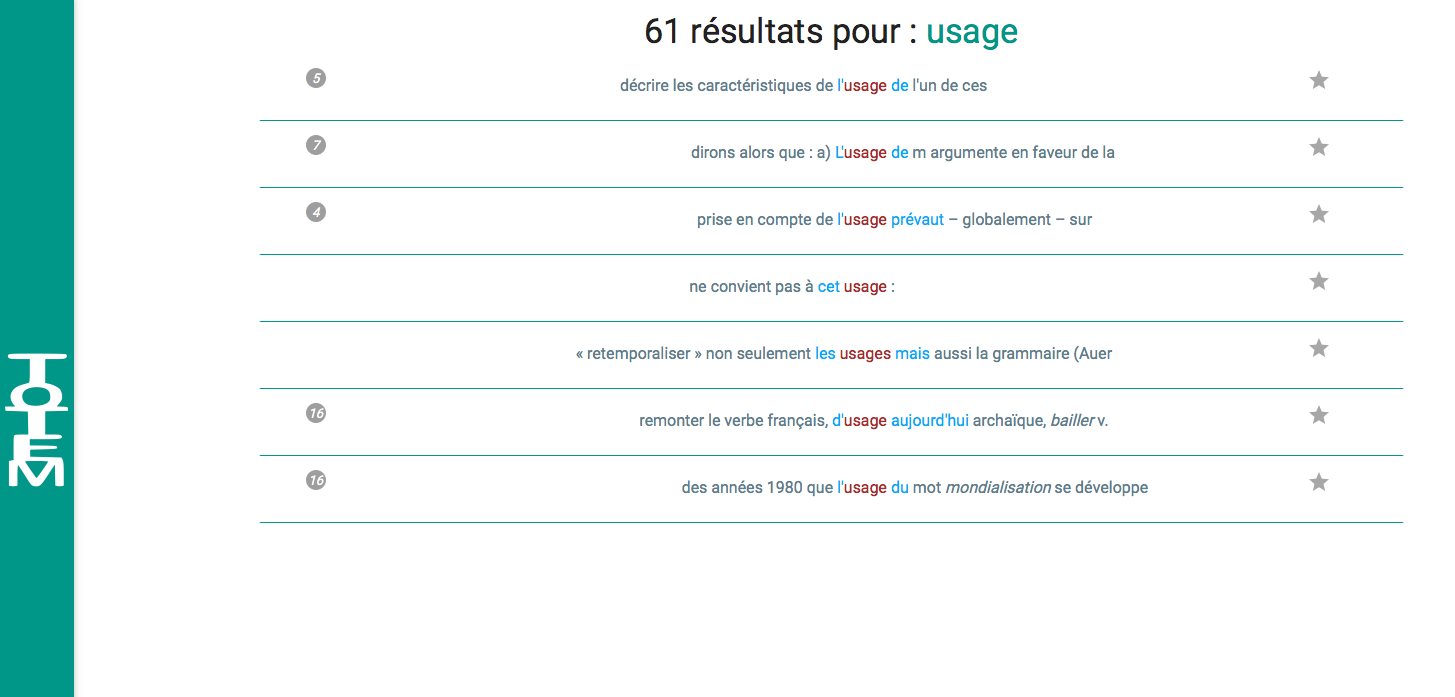 61 résultats pour : usage
5 décrire les caractéristiques de l'usage de l'un de ces
7 dirons alors que : a) L'usage de m argumente en faveur de la
4 prise en compte de l'usage prévaut – globalement – sur
ne convient pas à cet usage :
« retemporaliser » non seulement les usages mais aussi la grammaire (Auer
16 remonter le verbe français, d'usage aujourd'hui archaïque, bailler v.
16 des années 1980 que l'usage du mot mondialisation se développe
TOTEM